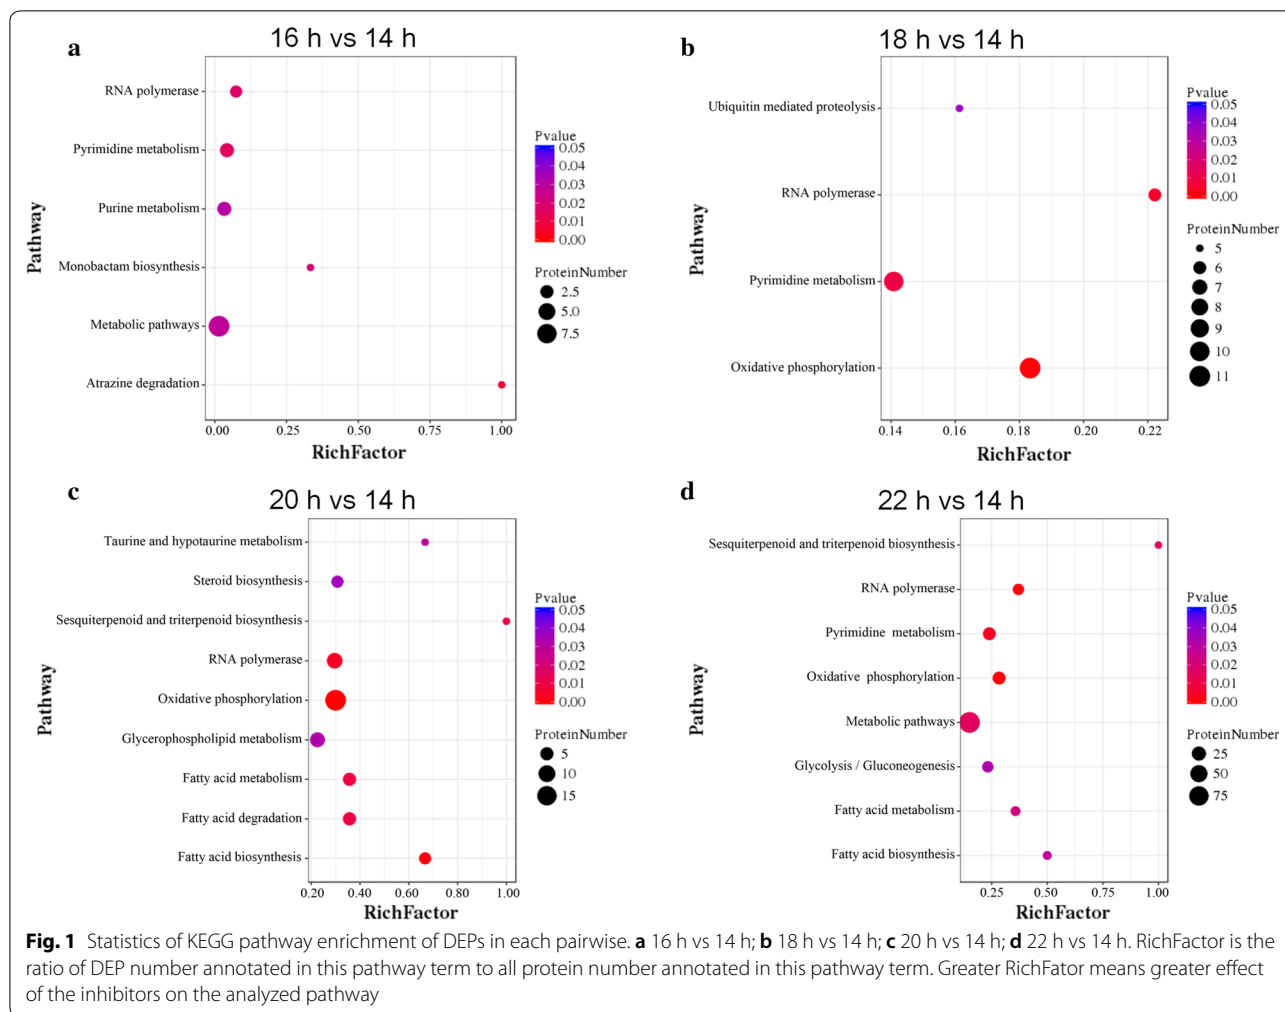 a
16 h vs 14 h
Pathway
RNA polymerase
Pyrimidine metabolism
Purine metabolism
Monobactam biosynthesis
Metabolic pathways
Atrazine degradation
0.00 0.25 0.50 0.75 1.00
RichFactor
Pvalue
0.05
0.04
0.03
0.02
0.01
0.00
ProteinNumber
2.5
5.0
7.5
b
18 h vs 14 h
Pathway
Ubiquitin mediated proteolysis
RNA polymerase
Pyrimidine metabolism
Oxidative phosphorylation
0.14 0.16 0.18 0.20 0.22
RichFactor
Pvalue
0.05
0.04
0.03
0.02
0.01
0.00
ProteinNumber
5
6
7
8
9
10
11
c
20 h vs 14 h
Pathway
Taurine and hypotaurine metabolism
Steroid biosynthesis
Sesquiterpenoid and triterpenoid biosynthesis
RNA polymerase
Oxidative phosphorylation
Glycerophospholipid metabolism
Fatty acid metabolism
Fatty acid degradation
Fatty acid biosynthesis
0.20 0.40 0.60 0.80 1.00
RichFactor
Pvalue
0.05
0.04
0.03
0.02
0.01
0.00
ProteinNumber
5
10
15
d
22 h vs 14 h
Pathway
Sesquiterpenoid and triterpenoid biosynthesis
RNA polymerase
Pyrimidine metabolism
Oxidative phosphorylation
Metabolic pathways
Glycolysis / Gluconeogenesis
Fatty acid metabolism
Fatty acid biosynthesis
0.25 0.50 0.75 1.00
RichFactor
Pvalue
0.05
0.04
0.03
0.02
0.01
0.00
ProteinNumber
25
50
75
Fig. 1 Statistics of KEGG pathway enrichment of DEPs in each pairwise. a 16 h vs 14 h; b 18 h vs 14 h; c 20 h vs 14 h; d 22 h vs 14 h. RichFactor is the
ratio of DEP number annotated in this pathway term to all protein number annotated in this pathway term. Greater RichFator means greater effect
of the inhibitors on the analyzed pathway